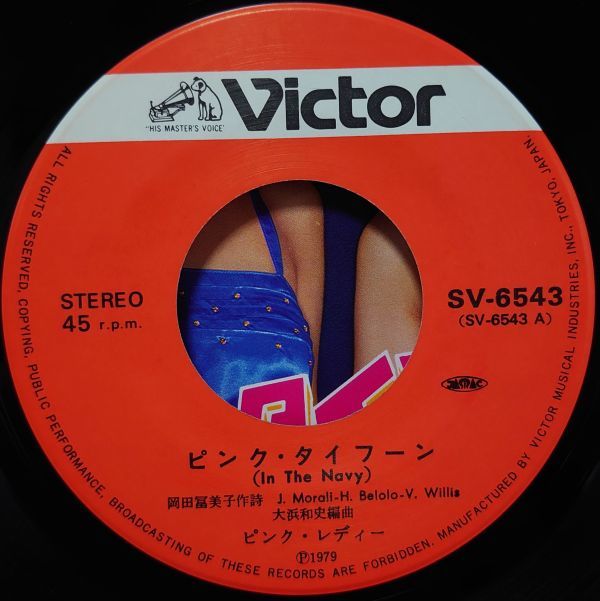 Victor
"HIS MASTER'S VOICE"
STEREO
45 r.p.m.
SV-6543
(SV-6543 A)
JASRAC
ピンク・タイフーン
(In The Navy)
岡田冨美子作詩 J. Morali-H. Belolo-V. Willis
大浜和史編曲
ピンク・レディー
Ⓟ1979
ALL RIGHTS RESERVED, COPYING, PUBLIC PERFORMANCE, BROADCASTING OF THESE RECORDS ARE FORBIDDEN. MANUFACTURED BY VICTOR MUSICAL INDUSTRIES, INC., TOKYO, JAPAN.